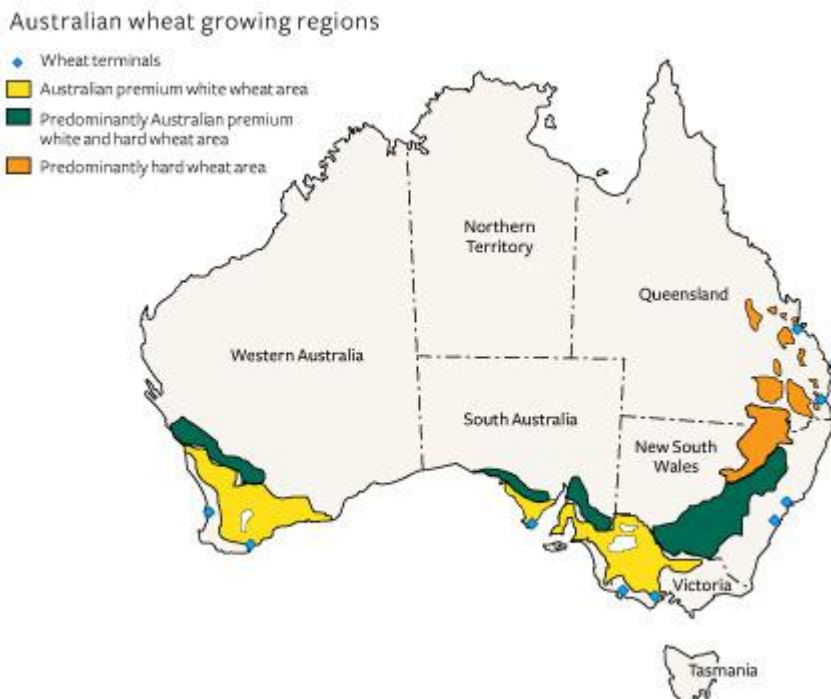 Australian wheat growing regions
Wheat terminals
Australian premium white wheat area
Predominantly Australian premium
white and hard wheat area
Predominantly hard wheat area
Northern
Territory
Queensland
Western Australia
South Australia
New South
Wales
Victoria
Tasmania